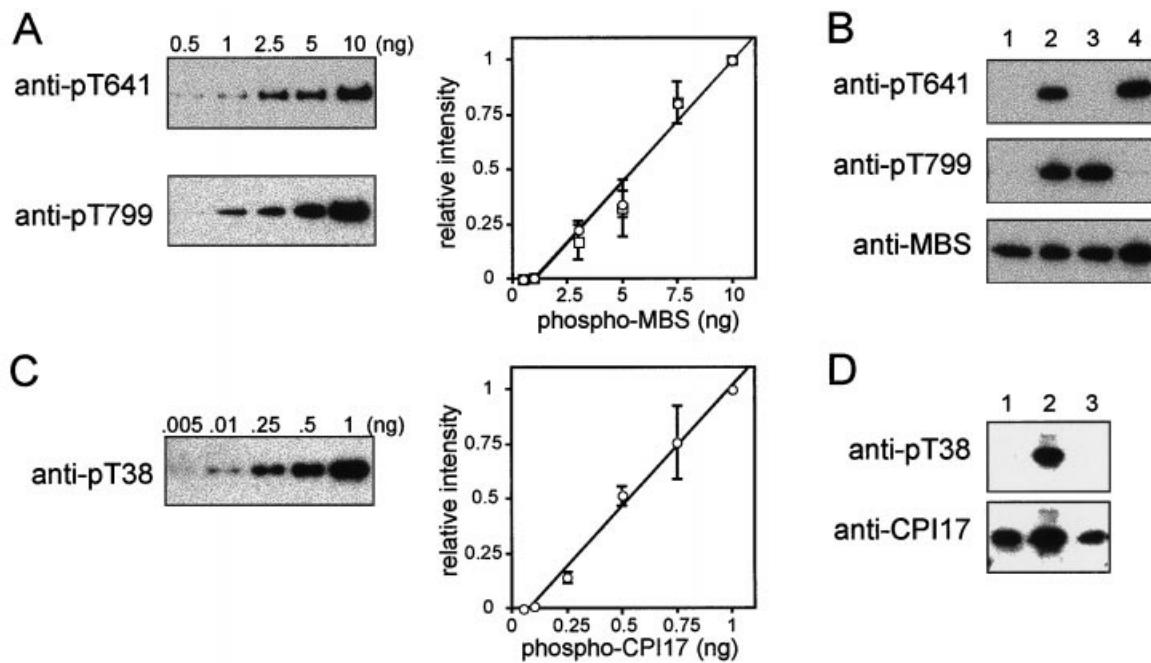 A
0.5 1 2.5 5 10 (ng)
anti-pT641
anti-pT799
relative intensity
1
0.75
0.5
0.25
0
0 2.5 5 7.5 10
phospho-MBS (ng)
B
1 2 3 4
anti-pT641
anti-pT799
anti-MBS
C
.005 .01 .25 .5 1 (ng)
anti-pT38
relative intensity
1
0.75
0.5
0.25
0
0 0.25 0.5 0.75 1
phospho-CPI17 (ng)
D
1 2 3
anti-pT38
anti-CPI17